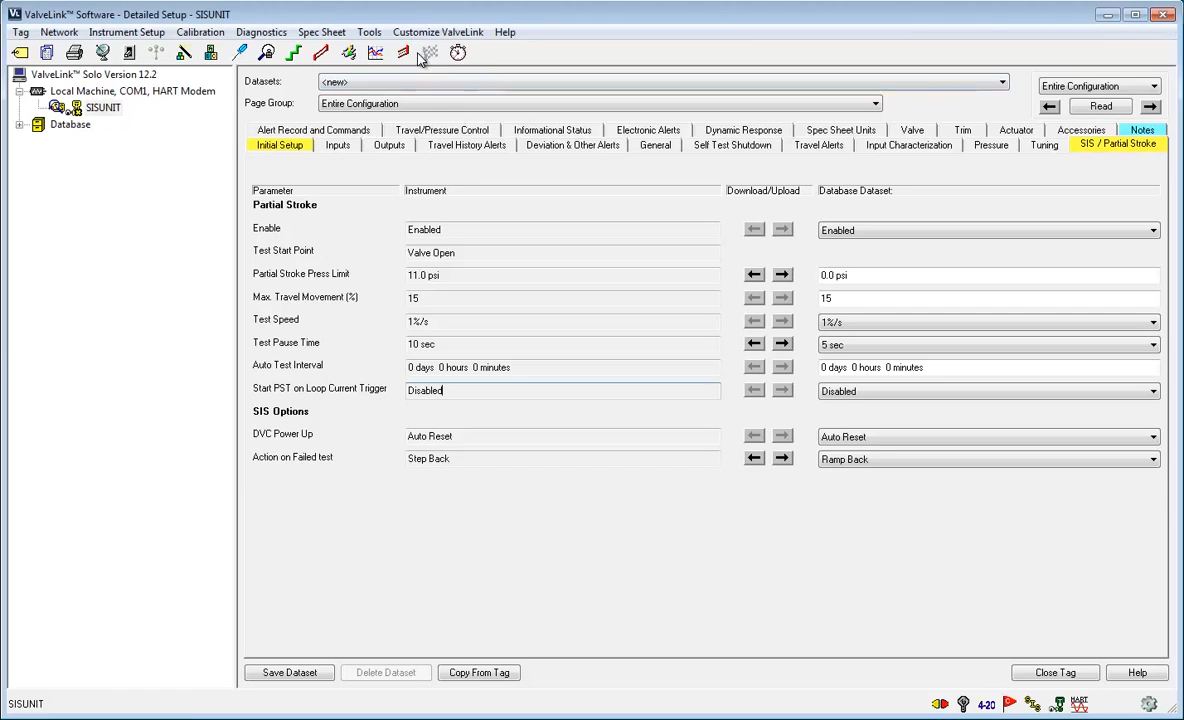 ValveLink™ Software - Detailed Setup - SISUNIT
Tag Network Instrument Setup Calibration Diagnostics Spec Sheet Tools Customize ValveLink Help
ValveLink™ Solo Version 12.2
Local Machine, COM1, HART Modem
SISUNIT
Database
Datasets: <new>
Entire Configuration
Page Group: Entire Configuration
Read
Alert Record and Commands Travel/Pressure Control Informational Status Electronic Alerts Dynamic Response Spec Sheet Units Valve Trim Actuator Accessories Notes
Initial Setup Inputs Outputs Travel History Alerts Deviation & Other Alerts General Self Test Shutdown Travel Alerts Input Characterization Pressure Tuning SIS / Partial Stroke
Parameter Instrument Download/Upload Database Dataset:
Partial Stroke
Enable Enabled Enabled
Test Start Point Valve Open
Partial Stroke Press Limit 11.0 psi 0.0 psi
Max. Travel Movement (%) 15 15
Test Speed 1%/s 1%/s
Test Pause Time 10 sec 5 sec
Auto Test Interval 0 days 0 hours 0 minutes 0 days 0 hours 0 minutes
Start PST on Loop Current Trigger Disabled Disabled
SIS Options
DVC Power Up Auto Reset Auto Reset
Action on Failed test Step Back Ramp Back
Save Dataset Delete Dataset Copy From Tag Close Tag Help
SISUNIT
4-20
HART